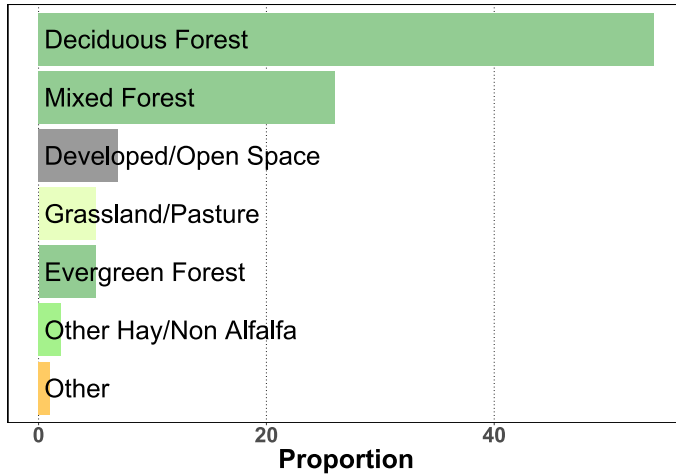 Deciduous Forest
Mixed Forest
Developed/Open Space
Grassland/Pasture
Evergreen Forest
Other Hay/Non Alfalfa
Other
0 20 40
Proportion